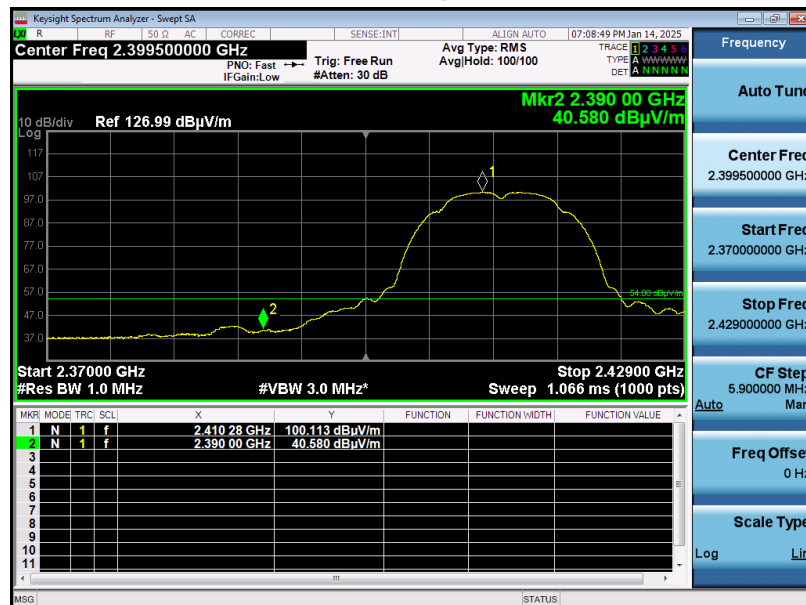 Keysight Spectrum Analyzer - Swept SA
LXI R RF 50 Ω AC CORREC SENSE:INT ALIGN AUTO 07:08:49 PM Jan 14, 2025
Center Freq 2.399500000 GHz
PNO: Fast
IFGain:Low
Trig: Free Run
#Atten: 30 dB
Avg Type: RMS
Avg|Hold: 100/100
TRACE 1 2 3 4 5 6
TYPE A WWWWW
DET A N N N N N
Mkr2 2.390 00 GHz
40.580 dBµV/m
10 dB/div Ref 126.99 dBµV/m
Log
117
107
97.0
87.0
77.0
67.0
57.0
47.0
37.0
1
2
54.00 dBµV/m
Start 2.37000 GHz Stop 2.42900 GHz
#Res BW 1.0 MHz #VBW 3.0 MHz* Sweep 1.066 ms (1000 pts)
MKR MODE TRC SCL X Y FUNCTION FUNCTION WIDTH FUNCTION VALUE
1 N 1 f 2.410 28 GHz 100.113 dBµV/m
2 N 1 f 2.390 00 GHz 40.580 dBµV/m
3
4
5
6
7
8
9
10
11
MSG STATUS
Frequency
Auto Tune
Center Freq
2.399500000 GHz
Start Freq
2.370000000 GHz
Stop Freq
2.429000000 GHz
CF Step
5.900000 MHz
Auto Man
Freq Offset
0 Hz
Scale Type
Log Lin